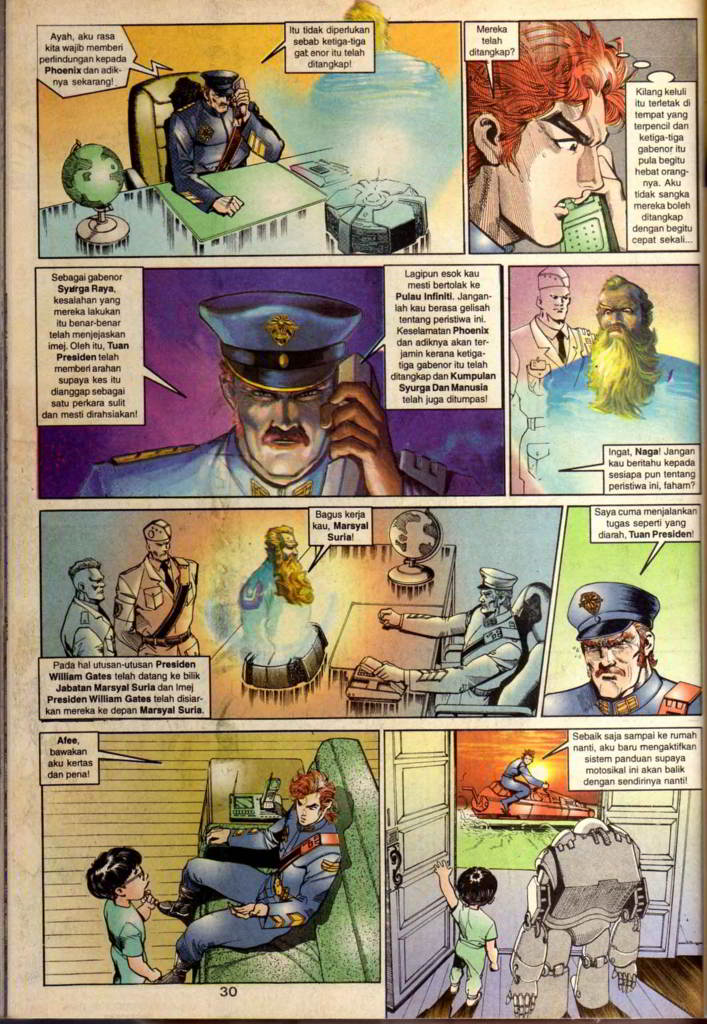 Ayah, aku rasa
kita wajib memberi
perlindungan kepada
Phoenix dan adik-
nya sekarang!
Itu tidak diperlukan
sebab ketiga-tiga
gabenor itu telah
ditangkap!
Mereka
telah
ditangkap?
Kilang keluli
itu terletak di
tempat yang
terpencil dan
ketiga-tiga
gabenor itu
pula begitu
hebat orang-
nya. Aku
tidak sangka
mereka boleh
ditangkap
dengan begitu
cepat sekali...
Sebagai gabenor
Syurga Raya,
kesalahan yang
mereka lakukan
itu benar-benar
telah menjejaskan
imej. Oleh itu, Tuan
Presiden telah
memberi arahan
supaya kes itu
dianggap sebagai
satu perkara sulit
dan mesti dirahsiakan!
Lagipun esok kau
mesti bertolak ke
Pulau Infiniti. Jangan-
lah kau berasa gelisah
tentang peristiwa ini.
Keselamatan Phoenix
dan adiknya akan ter-
jamin kerana ketiga-
tiga gabenor itu telah
ditangkap dan Kumpulan
Syurga Dan Manusia
telah juga ditumpas!
Ingat, Naga! Jangan
kau beritahu kepada
sesiapa pun tentang
peristiwa ini, faham?
Bagus kerja
kau, Marsyal
Suria!
Pada hal utusan-utusan Presiden
William Gates telah datang ke bilik
Jabatan Marsyal Suria dan Imej
Presiden William Gates telah disiar-
kan mereka ke depan Marsyal Suria.
Saya cuma menjalankan
tugas seperti yang
diarah, Tuan Presiden!
Afee,
bawakan
aku kertas
dan pena!
Sebaik saja sampai ke rumah
nanti, aku baru mengaktifkan
sistem panduan supaya
motosikal ini akan balik
dengan sendirinya nanti!
30